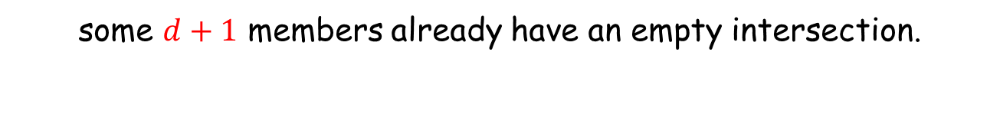 some d + 1 members already have an empty intersection.